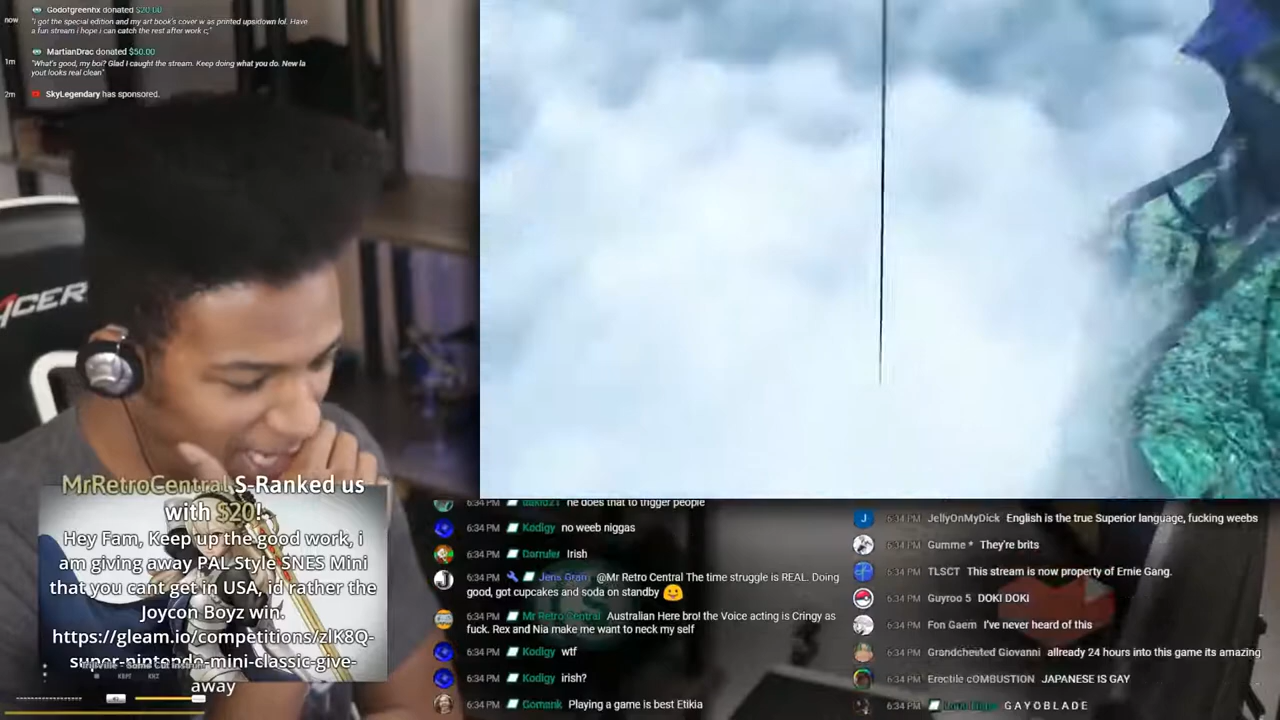 now
Godofgreenhx donated $20.00
"I got the special edition and my art book's cover w as printed upsidown lol. Have
a fun stream i hope i can catch the rest after work c;"
1m
MartianDrac donated $50.00
"What's good, my boi? Glad I caught the stream. Keep doing what you do. New la
yout looks real clean"
2m
SkyLegendary has sponsored.
ACER
MrRetroCentral S-Ranked us
with $20!
Hey Fam, Keep up the good work, i
am giving away PAL Style SNES Mini
that you cant get in USA, id rather the
Joycon Boyz win.
https://gleam.io/competitions/zlK8Q-
super-nintendo-mini-classic-give-
away
6:34 PM he does that to trigger people
6:34 PM Kodigy no weeb niggas
6:34 PM Dorruler Irish
6:34 PM Jens Gran @Mr Retro Central The time struggle is REAL. Doing
good, got cupcakes and soda on standby
6:34 PM Mr Retro Central Australian Here bro! the Voice acting is Cringy as
fuck. Rex and Nia make me want to neck my self
6:34 PM Kodigy wtf
6:34 PM Kodigy irish?
6:34 PM Gomank Playing a game is best Etikia
J
6:34 PM JellyOnMyDick English is the true Superior language, fucking weebs
6:34 PM Gumme * They're brits
6:34 PM TLSCT This stream is now property of Ernie Gang.
6:34 PM Guyroo 5 DOKI DOKI
6:34 PM Fon Gaem I've never heard of this
6:34 PM Grandcheuted Giovanni allready 24 hours into this game its amazing
6:34 PM Erectile cOMBUSTION JAPANESE IS GAY
6:34 PM G A Y O B L A D E